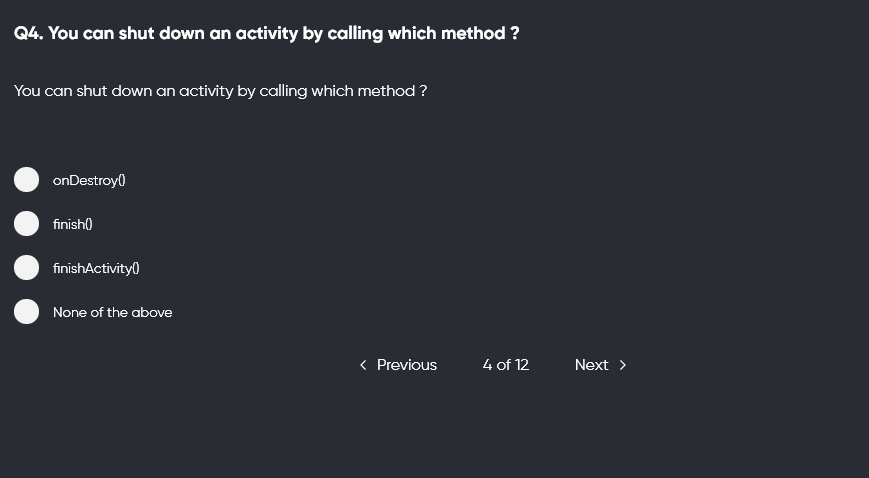 Q4. You can shut down an activity by calling which method ?
You can shut down an activity by calling which method ?
onDestroy()
finish()
finishActivity()
None of the above
Previous 4 of 12 Next